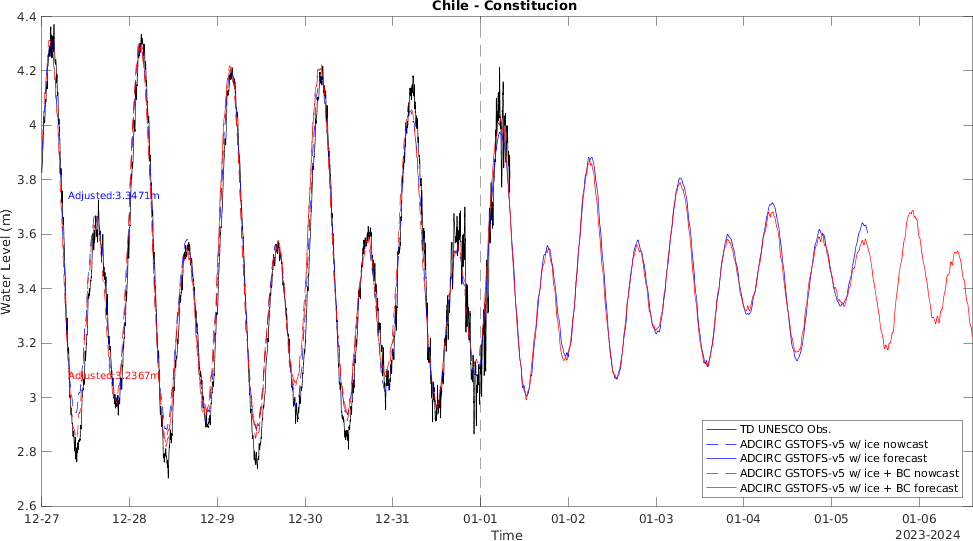 Chile - Constitucion
4.4
4.2
4
3.8
3.6
3.4
3.2
3
2.8
2.6
Water Level (m)
Adjusted:3.3471m
Adjusted:3.2367m
TD UNESCO Obs.
ADCIRC GSTOFS-v5 w/ ice nowcast
ADCIRC GSTOFS-v5 w/ ice forecast
ADCIRC GSTOFS-v5 w/ ice + BC nowcast
ADCIRC GSTOFS-v5 w/ ice + BC forecast
12-27 12-28 12-29 12-30 12-31 01-01 01-02 01-03 01-04 01-05 01-06
Time
2023-2024